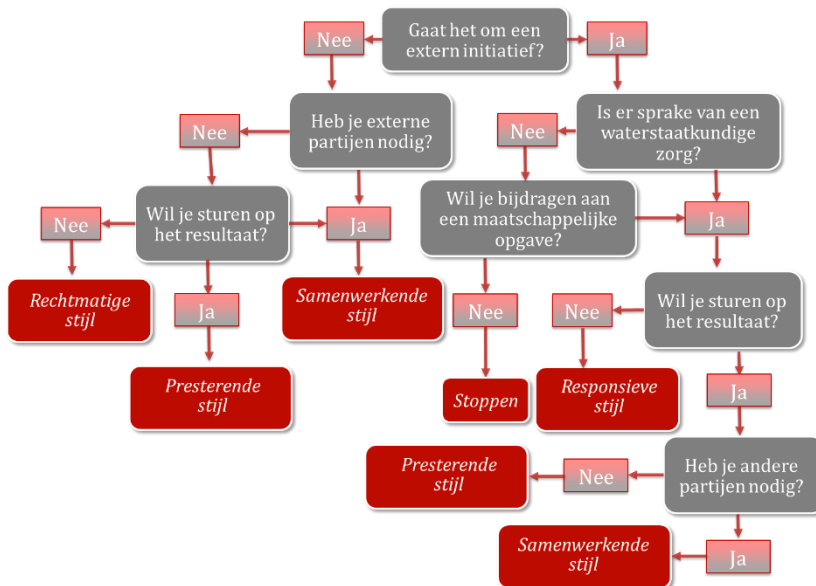 Gaat het om een
extern initiatief?
Nee
Ja
Heb je externe
partijen nodig?
Is er sprake van een
waterstaatkundige
zorg?
Nee
Nee
Wil je sturen op
het resultaat?
Wil je bijdragen aan
een maatschappelijke
opgave?
Nee
Ja
Ja
Rechtmatige
stijl
Ja
Samenwerkende
stijl
Nee
Nee
Wil je sturen op
het resultaat?
Presterende
stijl
Stoppen
Responsieve
stijl
Ja
Presterende
stijl
Nee
Heb je andere
partijen nodig?
Samenwerkende
stijl
Ja